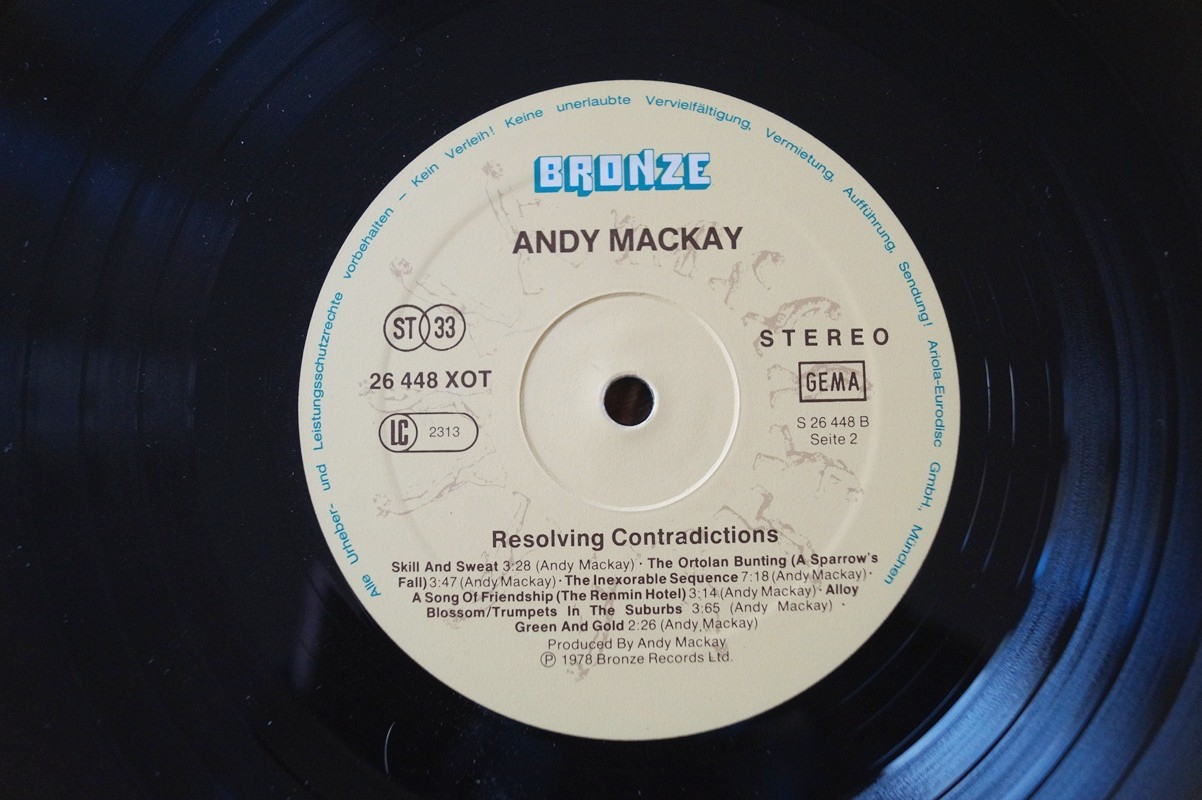 Alle Urheber- und Leistungsschutzrechte vorbehalten – Kein Verleih! Keine unerlaubte Vervielfältigung, Vermietung, Aufführung, Sendung! Ariola-Eurodisc GmbH., München
BRONZE
ANDY MACKAY
ST 33
STEREO
26 448 XOT
GEMA
LC 2313
S 26 448 B
Seite 2
Resolving Contradictions
Skill And Sweat 3:28 (Andy Mackay) · The Ortolan Bunting (A Sparrow's
Fall) 3:47 (Andy Mackay) · The Inexorable Sequence 7:18 (Andy Mackay) ·
A Song Of Friendship (The Renmin Hotel) 3:14 (Andy Mackay) · Alloy
Blossom/Trumpets In The Suburbs 3:65 (Andy Mackay) ·
Green And Gold 2:26 (Andy Mackay)
Produced By Andy Mackay
Ⓟ 1978 Bronze Records Ltd.